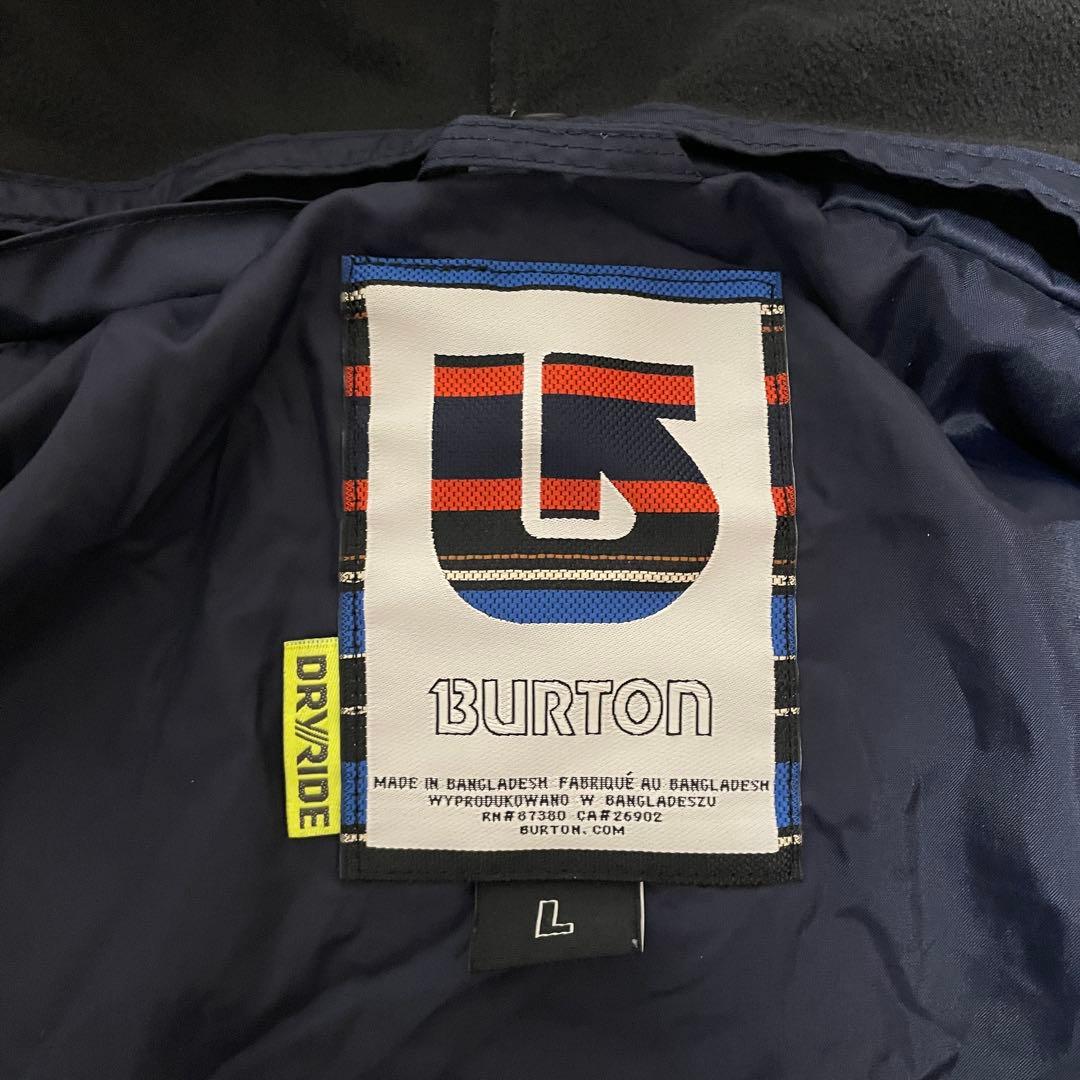 BURTON
MADE IN BANGLADESH FABRIQUÉ AU BANGLADESH
WYPRODUKOWANO W BANGLADESZU
RN#87380 CA#26902
BURTON.COM
DRY//RIDE
L